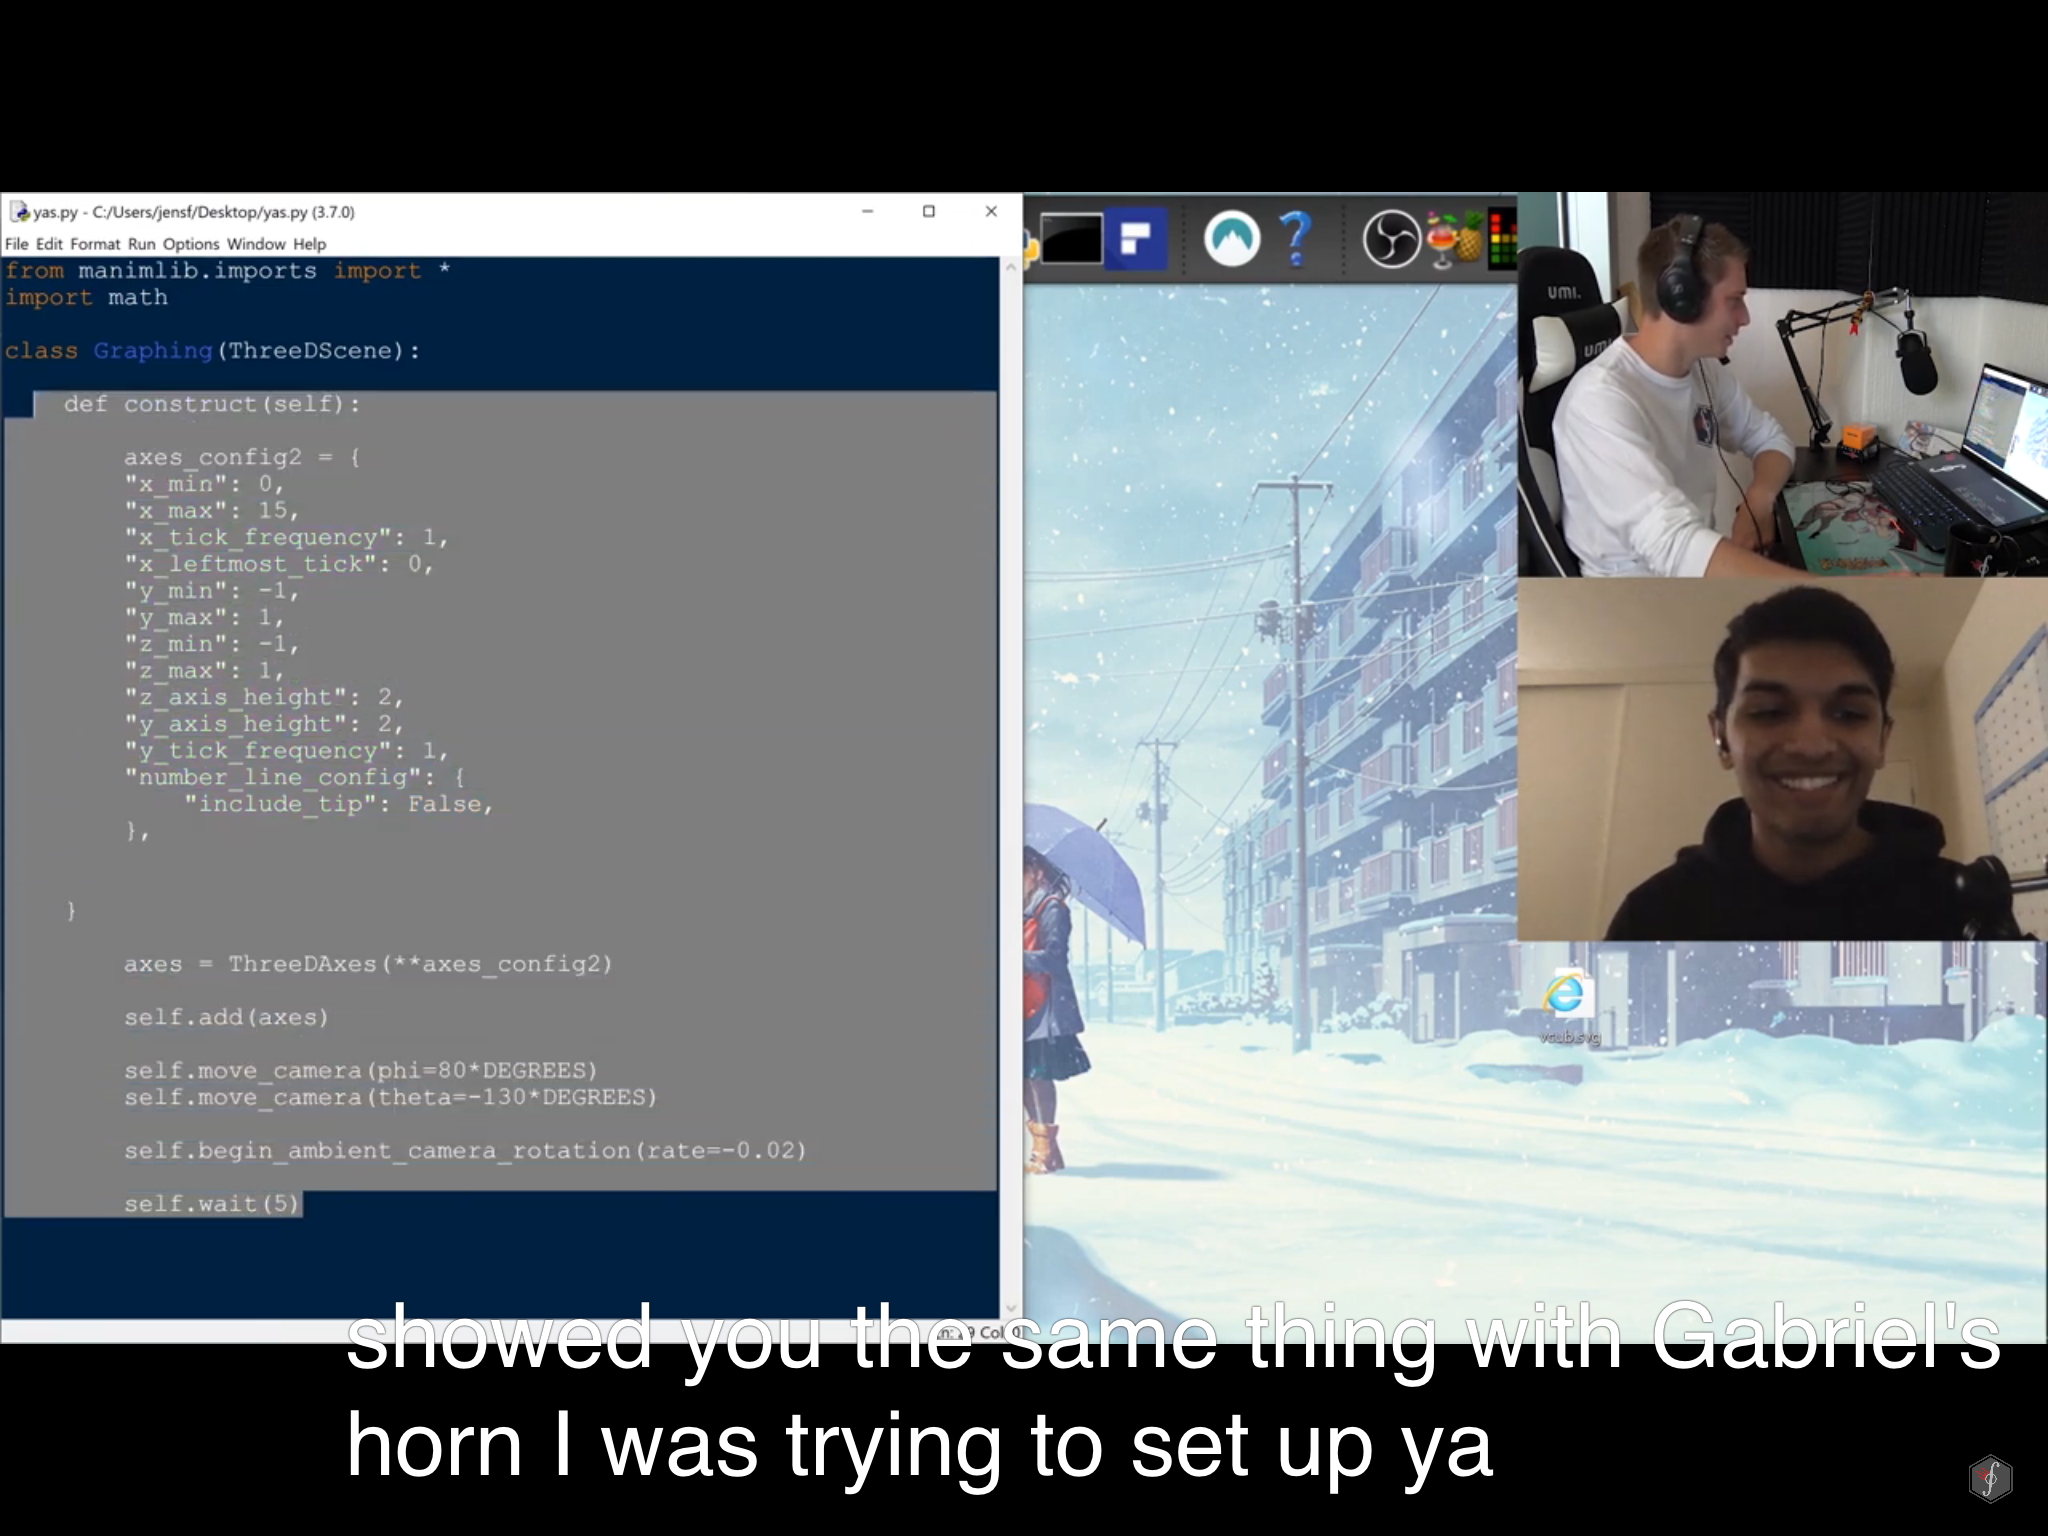 yas.py - C:/Users/jensf/Desktop/yas.py (3.7.0)
File Edit Format Run Options Window Help
from manimlib.imports import *
import math
class Graphing(ThreeDScene):
def construct(self):
axes_config2 = {
"x_min": 0,
"x_max": 15,
"x_tick_frequency": 1,
"x_leftmost_tick": 0,
"y_min": -1,
"y_max": 1,
"z_min": -1,
"z_max": 1,
"z_axis_height": 2,
"y_axis_height": 2,
"y_tick_frequency": 1,
"number_line_config": {
"include_tip": False,
},
}
axes = ThreeDAxes(**axes_config2)
self.add(axes)
self.move_camera(phi=80*DEGREES)
self.move_camera(theta=-130*DEGREES)
self.begin_ambient_camera_rotation(rate=-0.02)
self.wait(5)
UMI.
UMI.
vcub.svg
showed you the same thing with Gabriel's
horn I was trying to set up ya